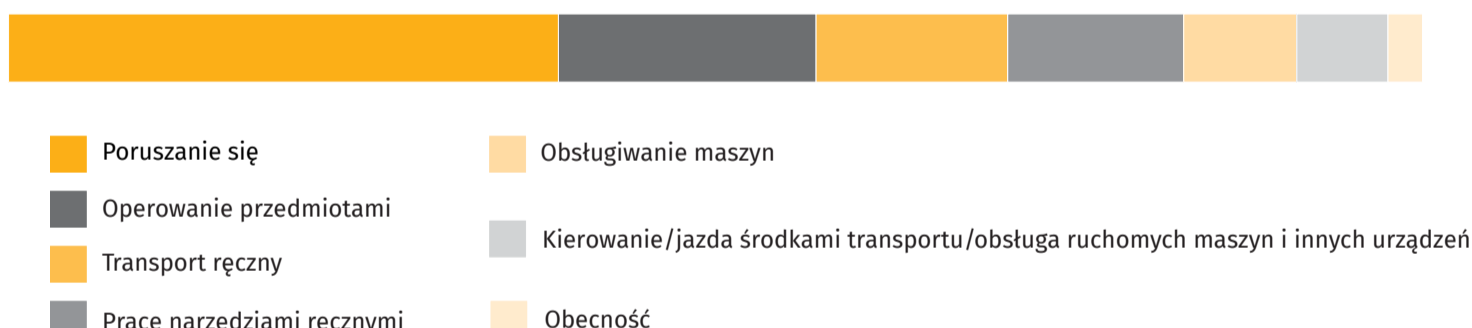 Poruszanie się
Operowanie przedmiotami
Transport ręczny
Prace narzędziami ręcznymi
Obsługiwanie maszyn
Kierowanie/jazda środkami transportu/obsługa ruchomych maszyn i innych urządzeń
Obecność